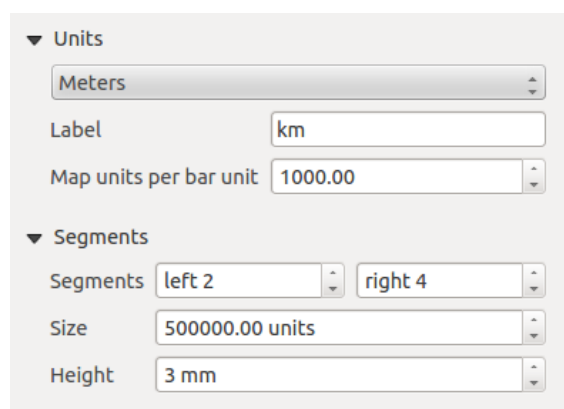 Units
Meters
Label km
Map units per bar unit 1000.00
Segments
Segments left 2 right 4
Size 500000.00 units
Height 3 mm